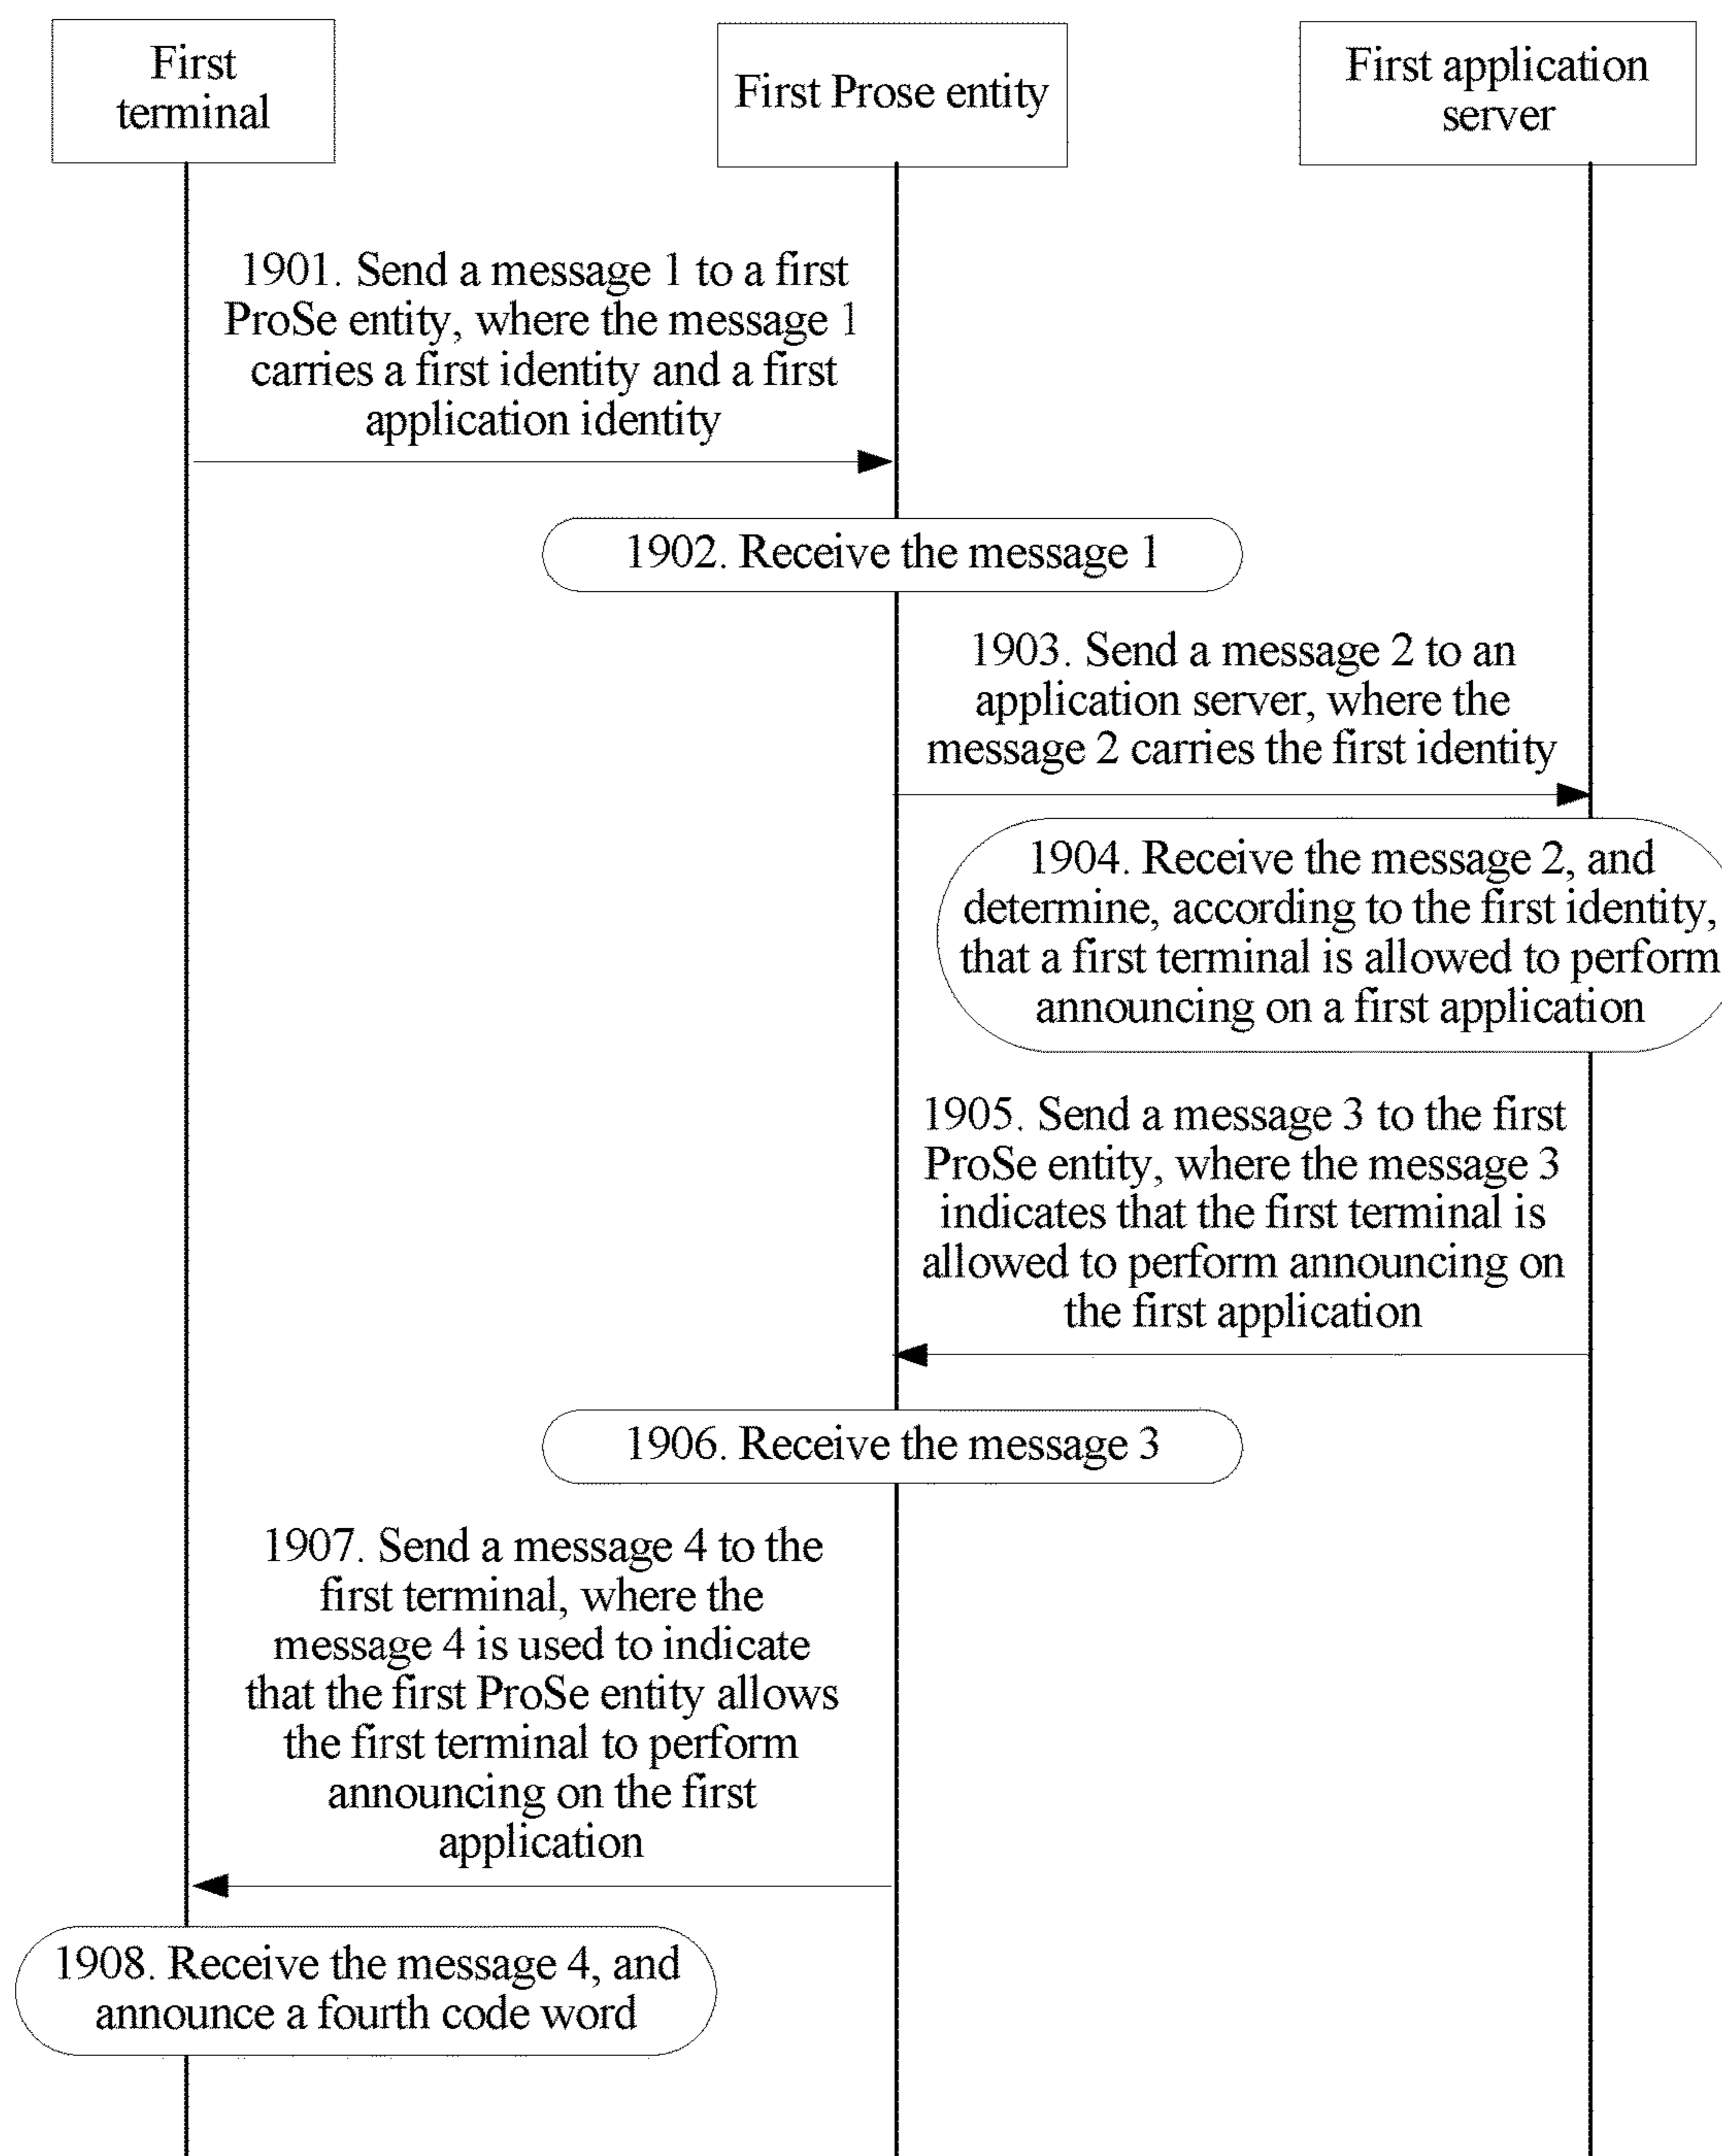 First
terminal
First Prose entity
First application
server
1901. Send a message 1 to a first
ProSe entity, where the message 1
carries a first identity and a first
application identity
1902. Receive the message 1
1903. Send a message 2 to an
application server, where the
message 2 carries the first identity
1904. Receive the message 2, and
determine, according to the first identity,
that a first terminal is allowed to perform
announcing on a first application
1905. Send a message 3 to the first
ProSe entity, where the message 3
indicates that the first terminal is
allowed to perform announcing on
the first application
1906. Receive the message 3
1907. Send a message 4 to the
first terminal, where the
message 4 is used to indicate
that the first ProSe entity allows
the first terminal to perform
announcing on the first
application
1908. Receive the message 4, and
announce a fourth code word